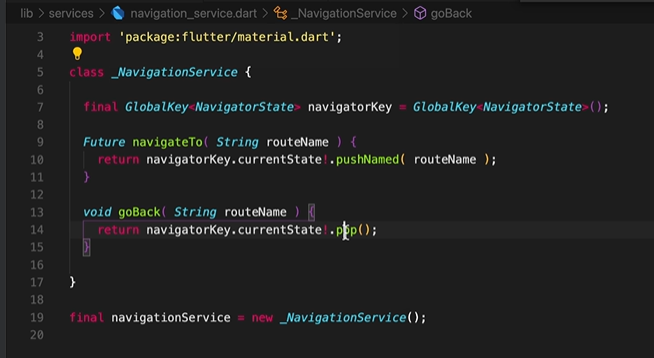 lib > services > navigation_service.dart > _NavigationService > goBack
3 import 'package:flutter/material.dart';
4
5 class _NavigationService {
6
7 final GlobalKey<NavigatorState> navigatorKey = GlobalKey<NavigatorState>();
8
9 Future navigateTo( String routeName ) {
10 return navigatorKey.currentState!.pushNamed( routeName );
11 }
12
13 void goBack( String routeName ) {
14 return navigatorKey.currentState!.pop();
15 }
16
17 }
18
19 final navigationService = new _NavigationService();
20